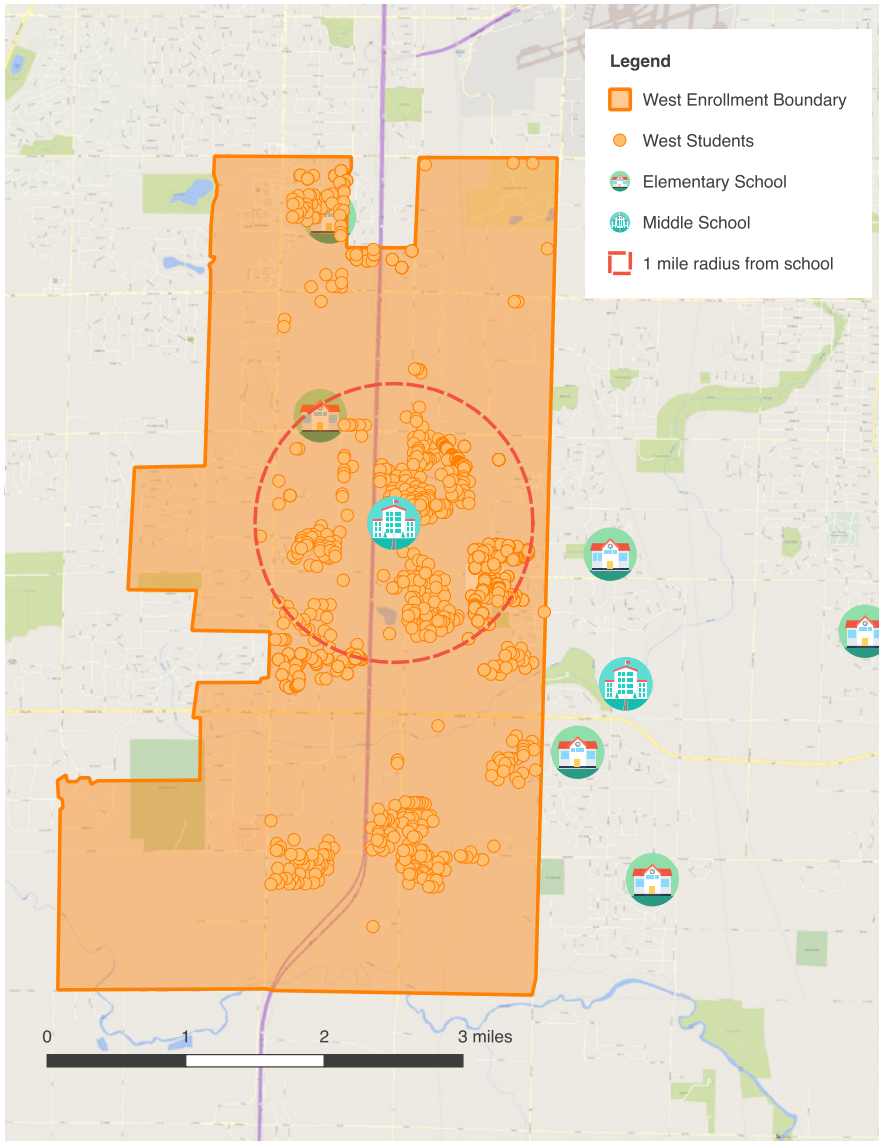 Legend
West Enrollment Boundary
West Students
Elementary School
Middle School
1 mile radius from school
0 1 2 3 miles